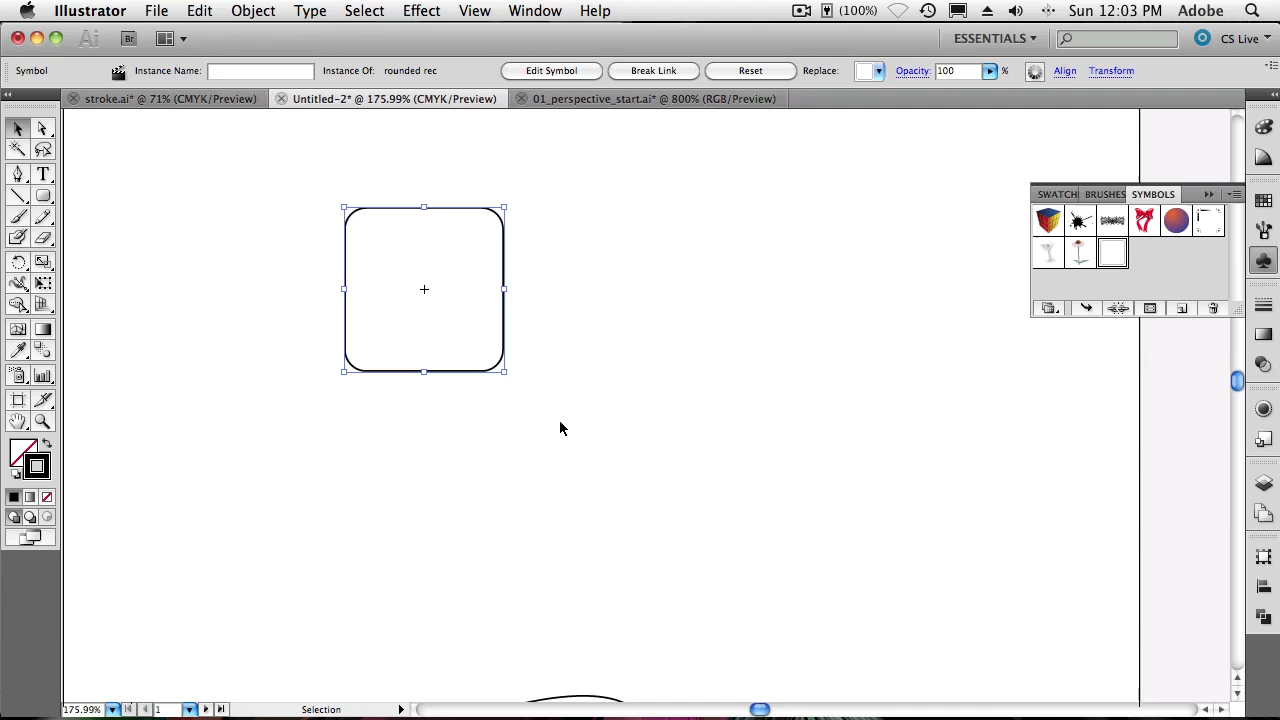 Illustrator File Edit Object Type Select Effect View Window Help (100%) Sun 12:03 PM Adobe
Ai Br ESSENTIALS CS Live
Symbol Instance Name: Instance Of: rounded rec Edit Symbol Break Link Reset Replace: Opacity: 100 % Align Transform
stroke.ai* @ 71% (CMYK/Preview) Untitled-2* @ 175.99% (CMYK/Preview) 01_perspective_start.ai* @ 800% (RGB/Preview)
SWATCH BRUSHES SYMBOLS
T
175.99% 1 Selection